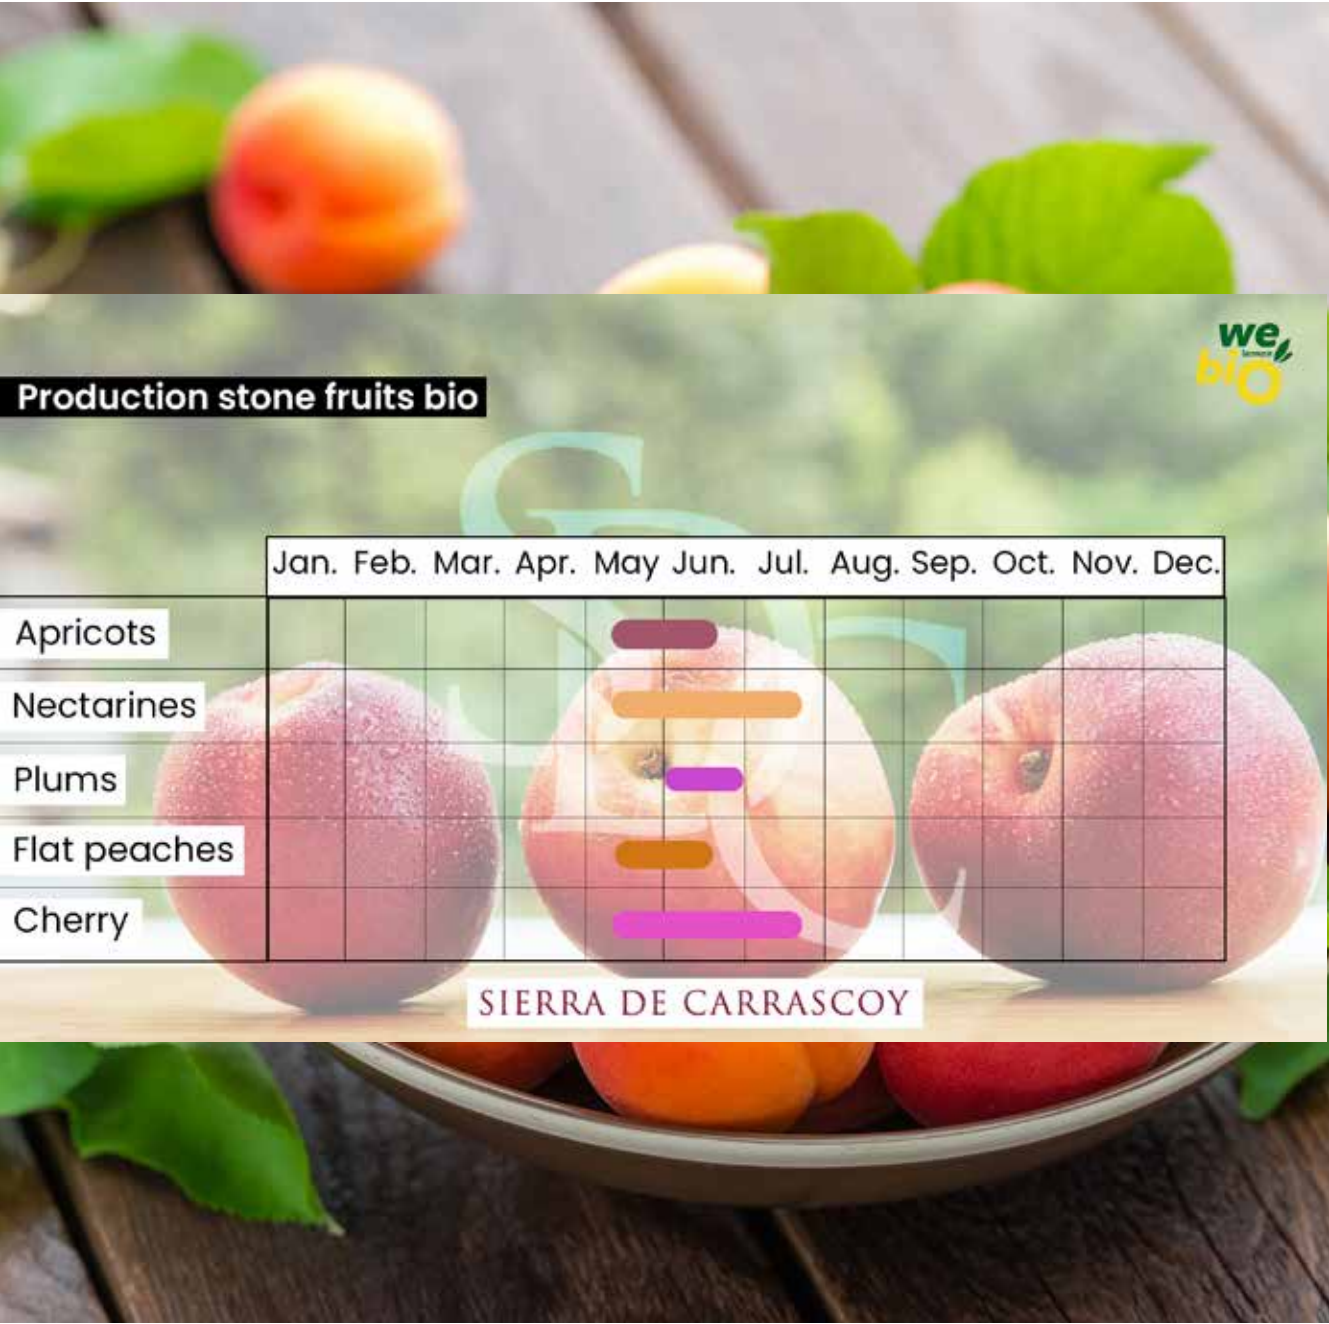 we
lemon
biO
Production stone fruits bio
Jan. Feb. Mar. Apr. May Jun. Jul. Aug. Sep. Oct. Nov. Dec.
Apricots
Nectarines
Plums
Flat peaches
Cherry
SIERRA DE CARRASCOY